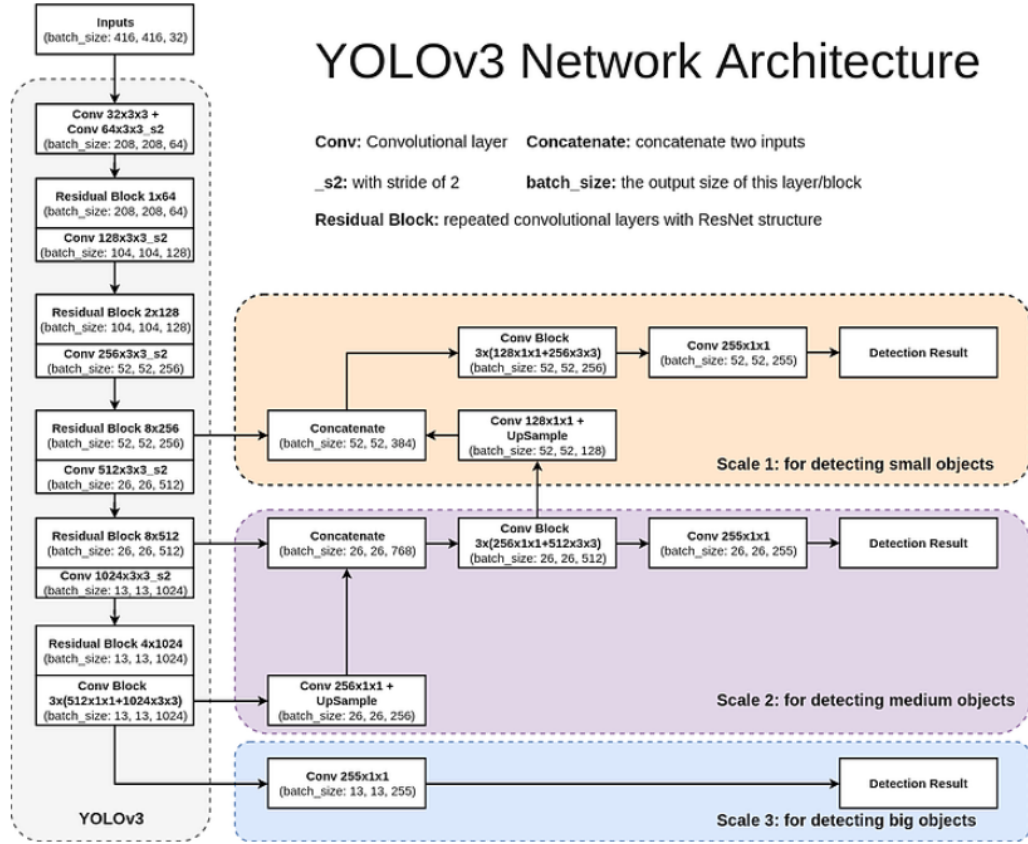 YOLOv3 Network Architecture
Conv: Convolutional layer
Concatenate: concatenate two inputs
_s2: with stride of 2
batch_size: the output size of this layer/block
Residual Block: repeated convolutional layers with ResNet structure
Inputs
(batch_size: 416, 416, 32)
Conv 32x3x3 +
Conv 64x3x3_s2
(batch_size: 208, 208, 64)
Residual Block 1x64
(batch_size: 208, 208, 64)
Conv 128x3x3_s2
(batch_size: 104, 104, 128)
Residual Block 2x128
(batch_size: 104, 104, 128)
Conv 256x3x3_s2
(batch_size: 52, 52, 256)
Residual Block 8x256
(batch_size: 52, 52, 256)
Conv 512x3x3_s2
(batch_size: 26, 26, 512)
Residual Block 8x512
(batch_size: 26, 26, 512)
Conv 1024x3x3_s2
(batch_size: 13, 13, 1024)
Residual Block 4x1024
(batch_size: 13, 13, 1024)
Conv Block
3x(512x1x1+1024x3x3)
(batch_size: 13, 13, 1024)
YOLOv3
Conv Block
3x(128x1x1+256x3x3)
(batch_size: 52, 52, 256)
Conv 255x1x1
(batch_size: 52, 52, 255)
Detection Result
Concatenate
(batch_size: 52, 52, 384)
Conv 128x1x1 +
UpSample
(batch_size: 52, 52, 128)
Scale 1: for detecting small objects
Concatenate
(batch_size: 26, 26, 768)
Conv Block
3x(256x1x1+512x3x3)
(batch_size: 26, 26, 512)
Conv 255x1x1
(batch_size: 26, 26, 255)
Detection Result
Conv 256x1x1 +
UpSample
(batch_size: 26, 26, 256)
Scale 2: for detecting medium objects
Conv 255x1x1
(batch_size: 13, 13, 255)
Detection Result
Scale 3: for detecting big objects